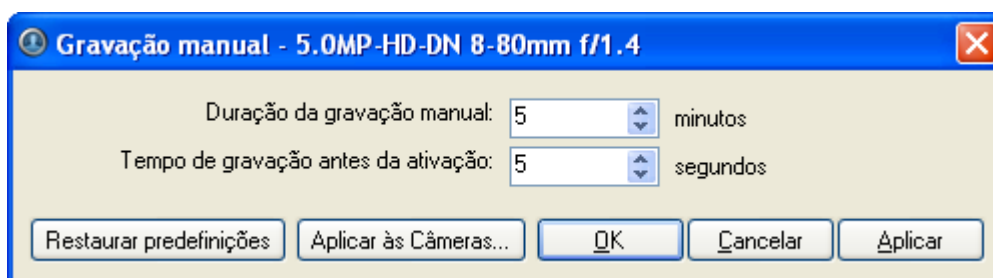 Gravação manual - 5.0MP-HD-DN 8-80mm f/1.4
Duração da gravação manual: 5 minutos
Tempo de gravação antes da ativação: 5 segundos
Restaurar predefinições Aplicar às Câmeras... OK Cancelar Aplicar